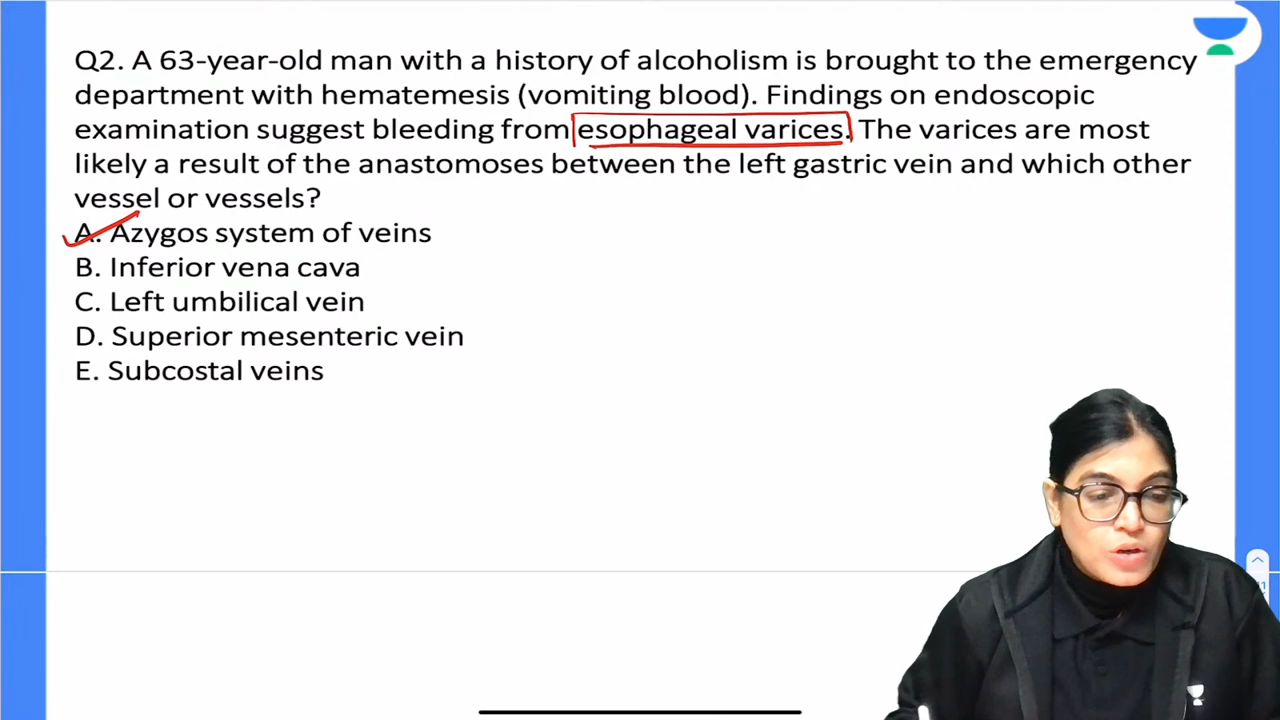 Q2. A 63-year-old man with a history of alcoholism is brought to the emergency
department with hematemesis (vomiting blood). Findings on endoscopic
examination suggest bleeding from esophageal varices. The varices are most
likely a result of the anastomoses between the left gastric vein and which other
vessel or vessels?
A. Azygos system of veins
B. Inferior vena cava
C. Left umbilical vein
D. Superior mesenteric vein
E. Subcostal veins